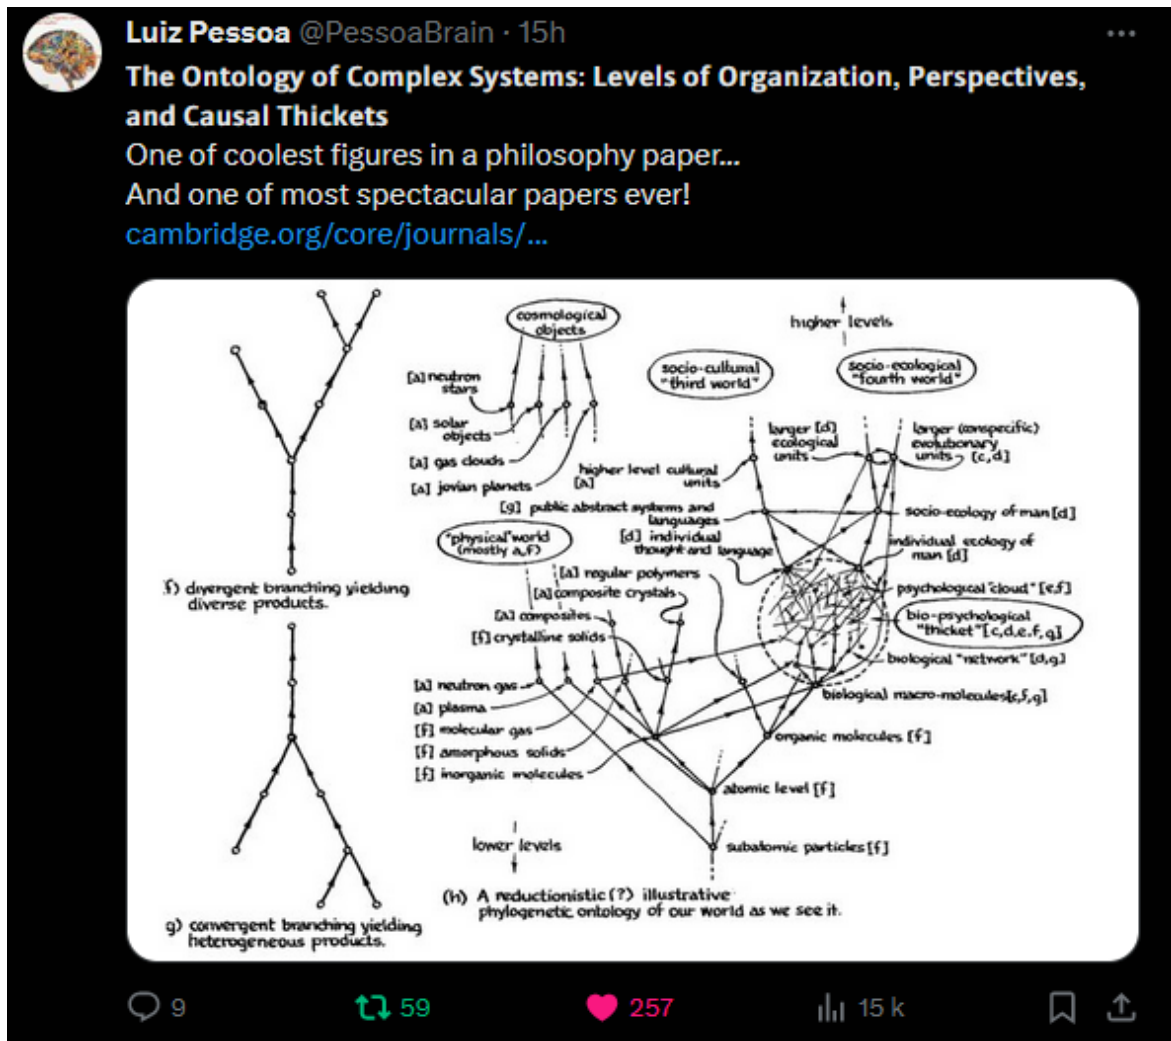 Luiz Pessoa @PessoaBrain · 15h
The Ontology of Complex Systems: Levels of Organization, Perspectives,
and Causal Thickets
One of coolest figures in a philosophy paper...
And one of most spectacular papers ever!
cambridge.org/core/journals/...
cosmological
objects
higher levels
socio-cultural
"third world"
socio-ecological
"fourth world"
[a] neutron
stars
[a] solar
objects
[a] gas clouds
[a] jovian planets
larger [d]
ecological
units
larger (conspecific)
evolutionary
units [c,d]
higher level cultural
[a] units
[g] public abstract systems and
languages
socio-ecology of man [d]
"physical" world
(mostly a,f)
[d] individual
thought and language
individual ecology of
man [d]
[a] regular polymers
[a] composite crystals
psychological "cloud" [e,f]
[a] composites
bio-psychological
"thicket" [c,d,e,f,g]
[f] crystalline solids
biological "network" [d,g]
[a] neutron gas
biological macro-molecules [c,f,g]
[a] plasma
[f] molecular gas
organic molecules [f]
[f] amorphous solids
[f] inorganic molecules
atomic level [f]
lower levels
subatomic particles [f]
(h) A reductionistic (?) illustrative
phylogenetic ontology of our world as we see it.
f) divergent branching yielding
diverse products.
g) convergent branching yielding
heterogeneous products.
9
59
257
15 k